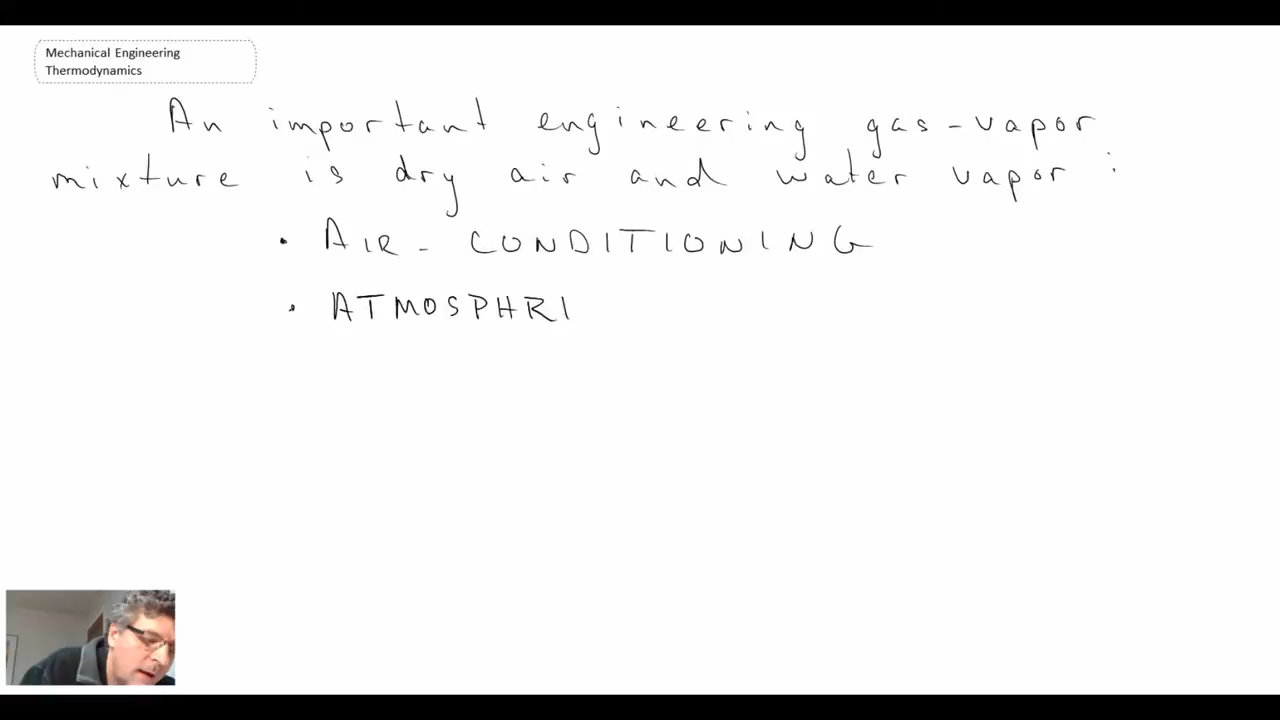 Mechanical Engineering
Thermodynamics
An important engineering gas-vapor
mixture is dry air and water vapor :
• AIR - CONDITIONING
• ATMOSPHRI